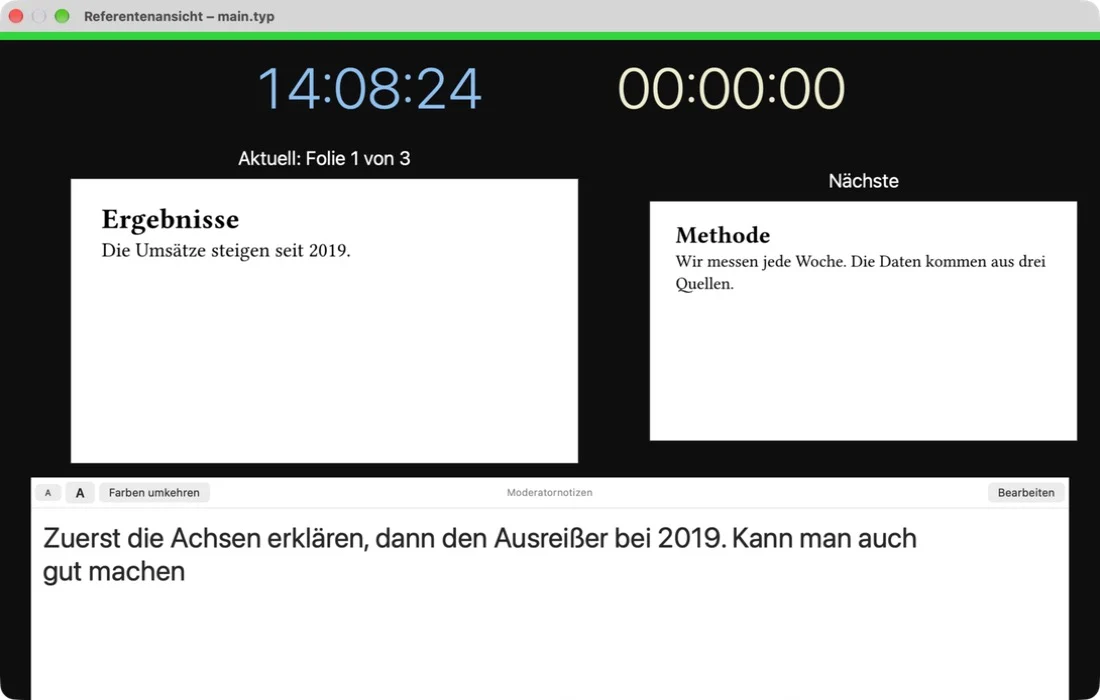 Referentenansicht – main.typ
14:08:24
00:00:00
Aktuell: Folie 1 von 3
Nächste
Ergebnisse
Die Umsätze steigen seit 2019.
Methode
Wir messen jede Woche. Die Daten kommen aus drei
Quellen.
A A Farben umkehren
Moderatornotizen
Bearbeiten
Zuerst die Achsen erklären, dann den Ausreißer bei 2019. Kann man auch
gut machen